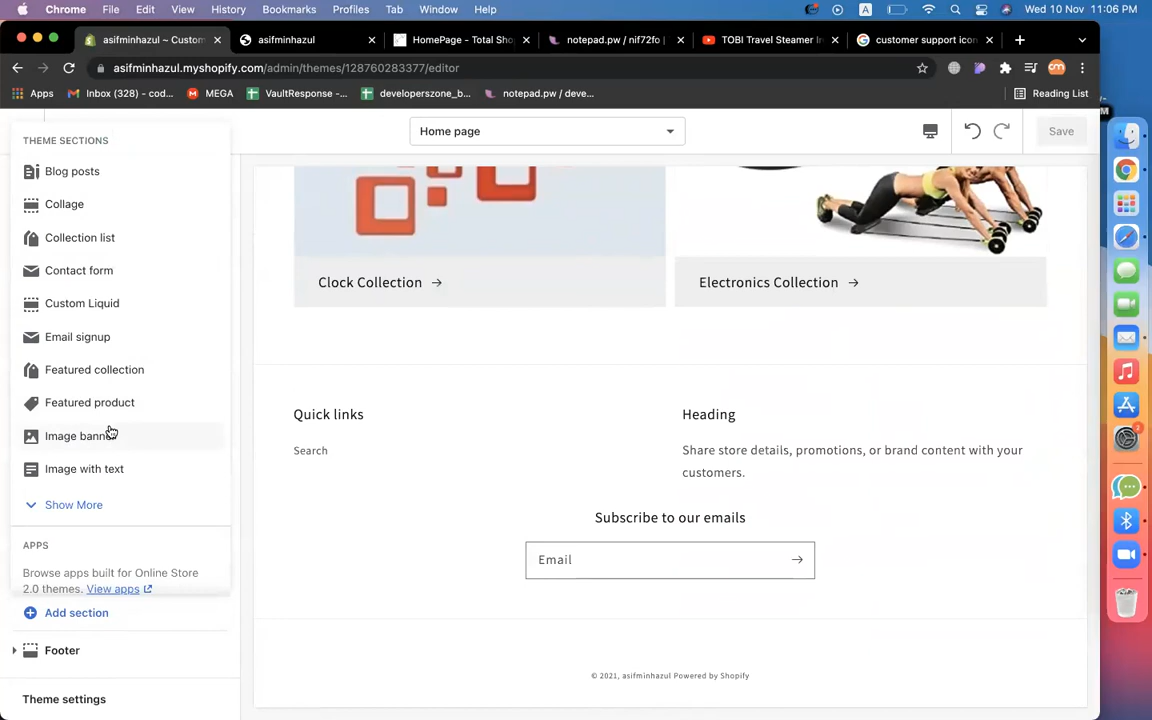 Chrome File Edit View History Bookmarks Profiles Tab Window Help A Wed 10 Nov 11:06 PM
asifminhazul ~ Custom asifminhazul HomePage - Total Sho notepad.pw / nif72fo TOBI Travel Steamer Ir customer support icon
asifminhazul.myshopify.com/admin/themes/128760283377/editor
Apps Inbox (328) - cod... MEGA VaultResponse -... developerszone_b... notepad.pw / deve... Reading List
Home page
Save
THEME SECTIONS
Blog posts
Collage
Collection list
Contact form
Custom Liquid
Email signup
Featured collection
Featured product
Image banner
Image with text
Show More
APPS
Browse apps built for Online Store
2.0 themes. View apps
Add section
Footer
Theme settings
Clock Collection →
Electronics Collection →
Quick links
Search
Heading
Share store details, promotions, or brand content with your
customers.
Subscribe to our emails
Email →
© 2021, asifminhazul Powered by Shopify